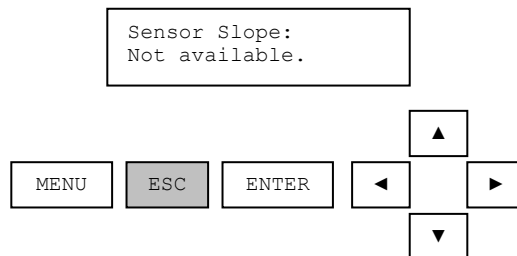 Sensor Slope:
Not available.
▲
MENU ESC ENTER ◄ ►
▼